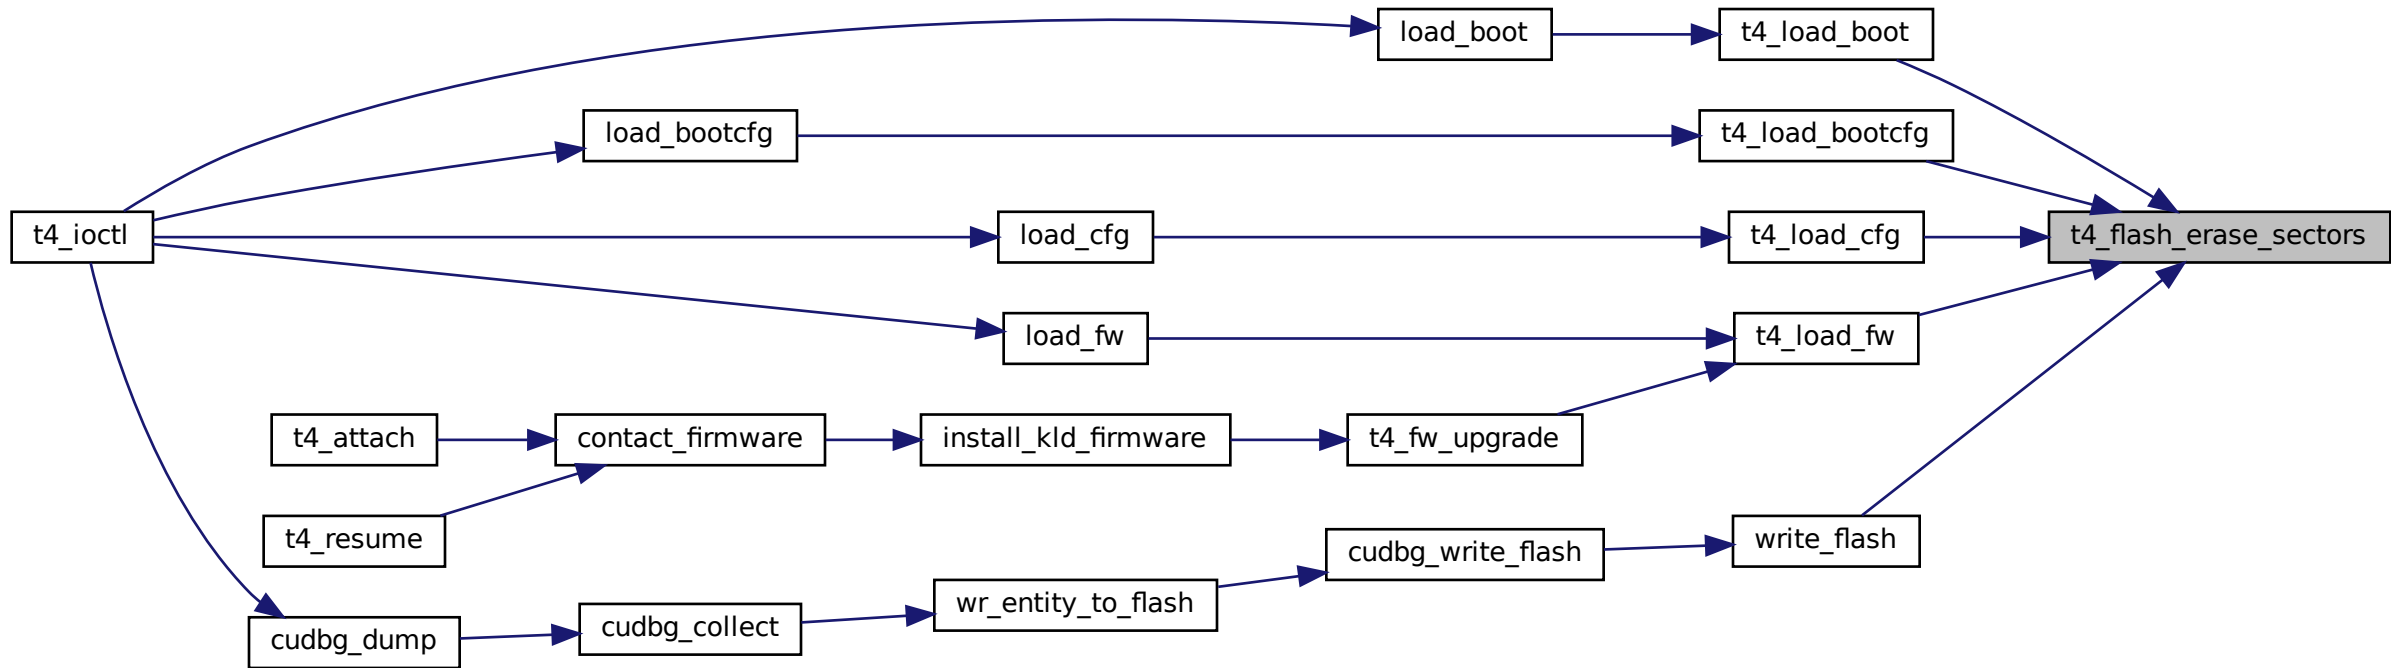 load_boot
t4_load_boot
load_bootcfg
t4_load_bootcfg
t4_ioctl
load_cfg
t4_load_cfg
t4_flash_erase_sectors
load_fw
t4_load_fw
t4_attach
contact_firmware
install_kld_firmware
t4_fw_upgrade
t4_resume
cudbg_write_flash
write_flash
wr_entity_to_flash
cudbg_collect
cudbg_dump